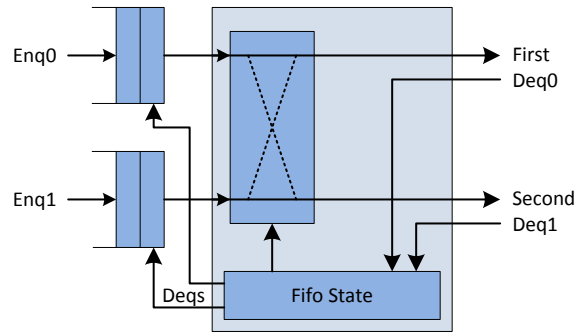 Enq0
First
Deq0
Enq1
Second
Deq1
Deqs
Fifo State